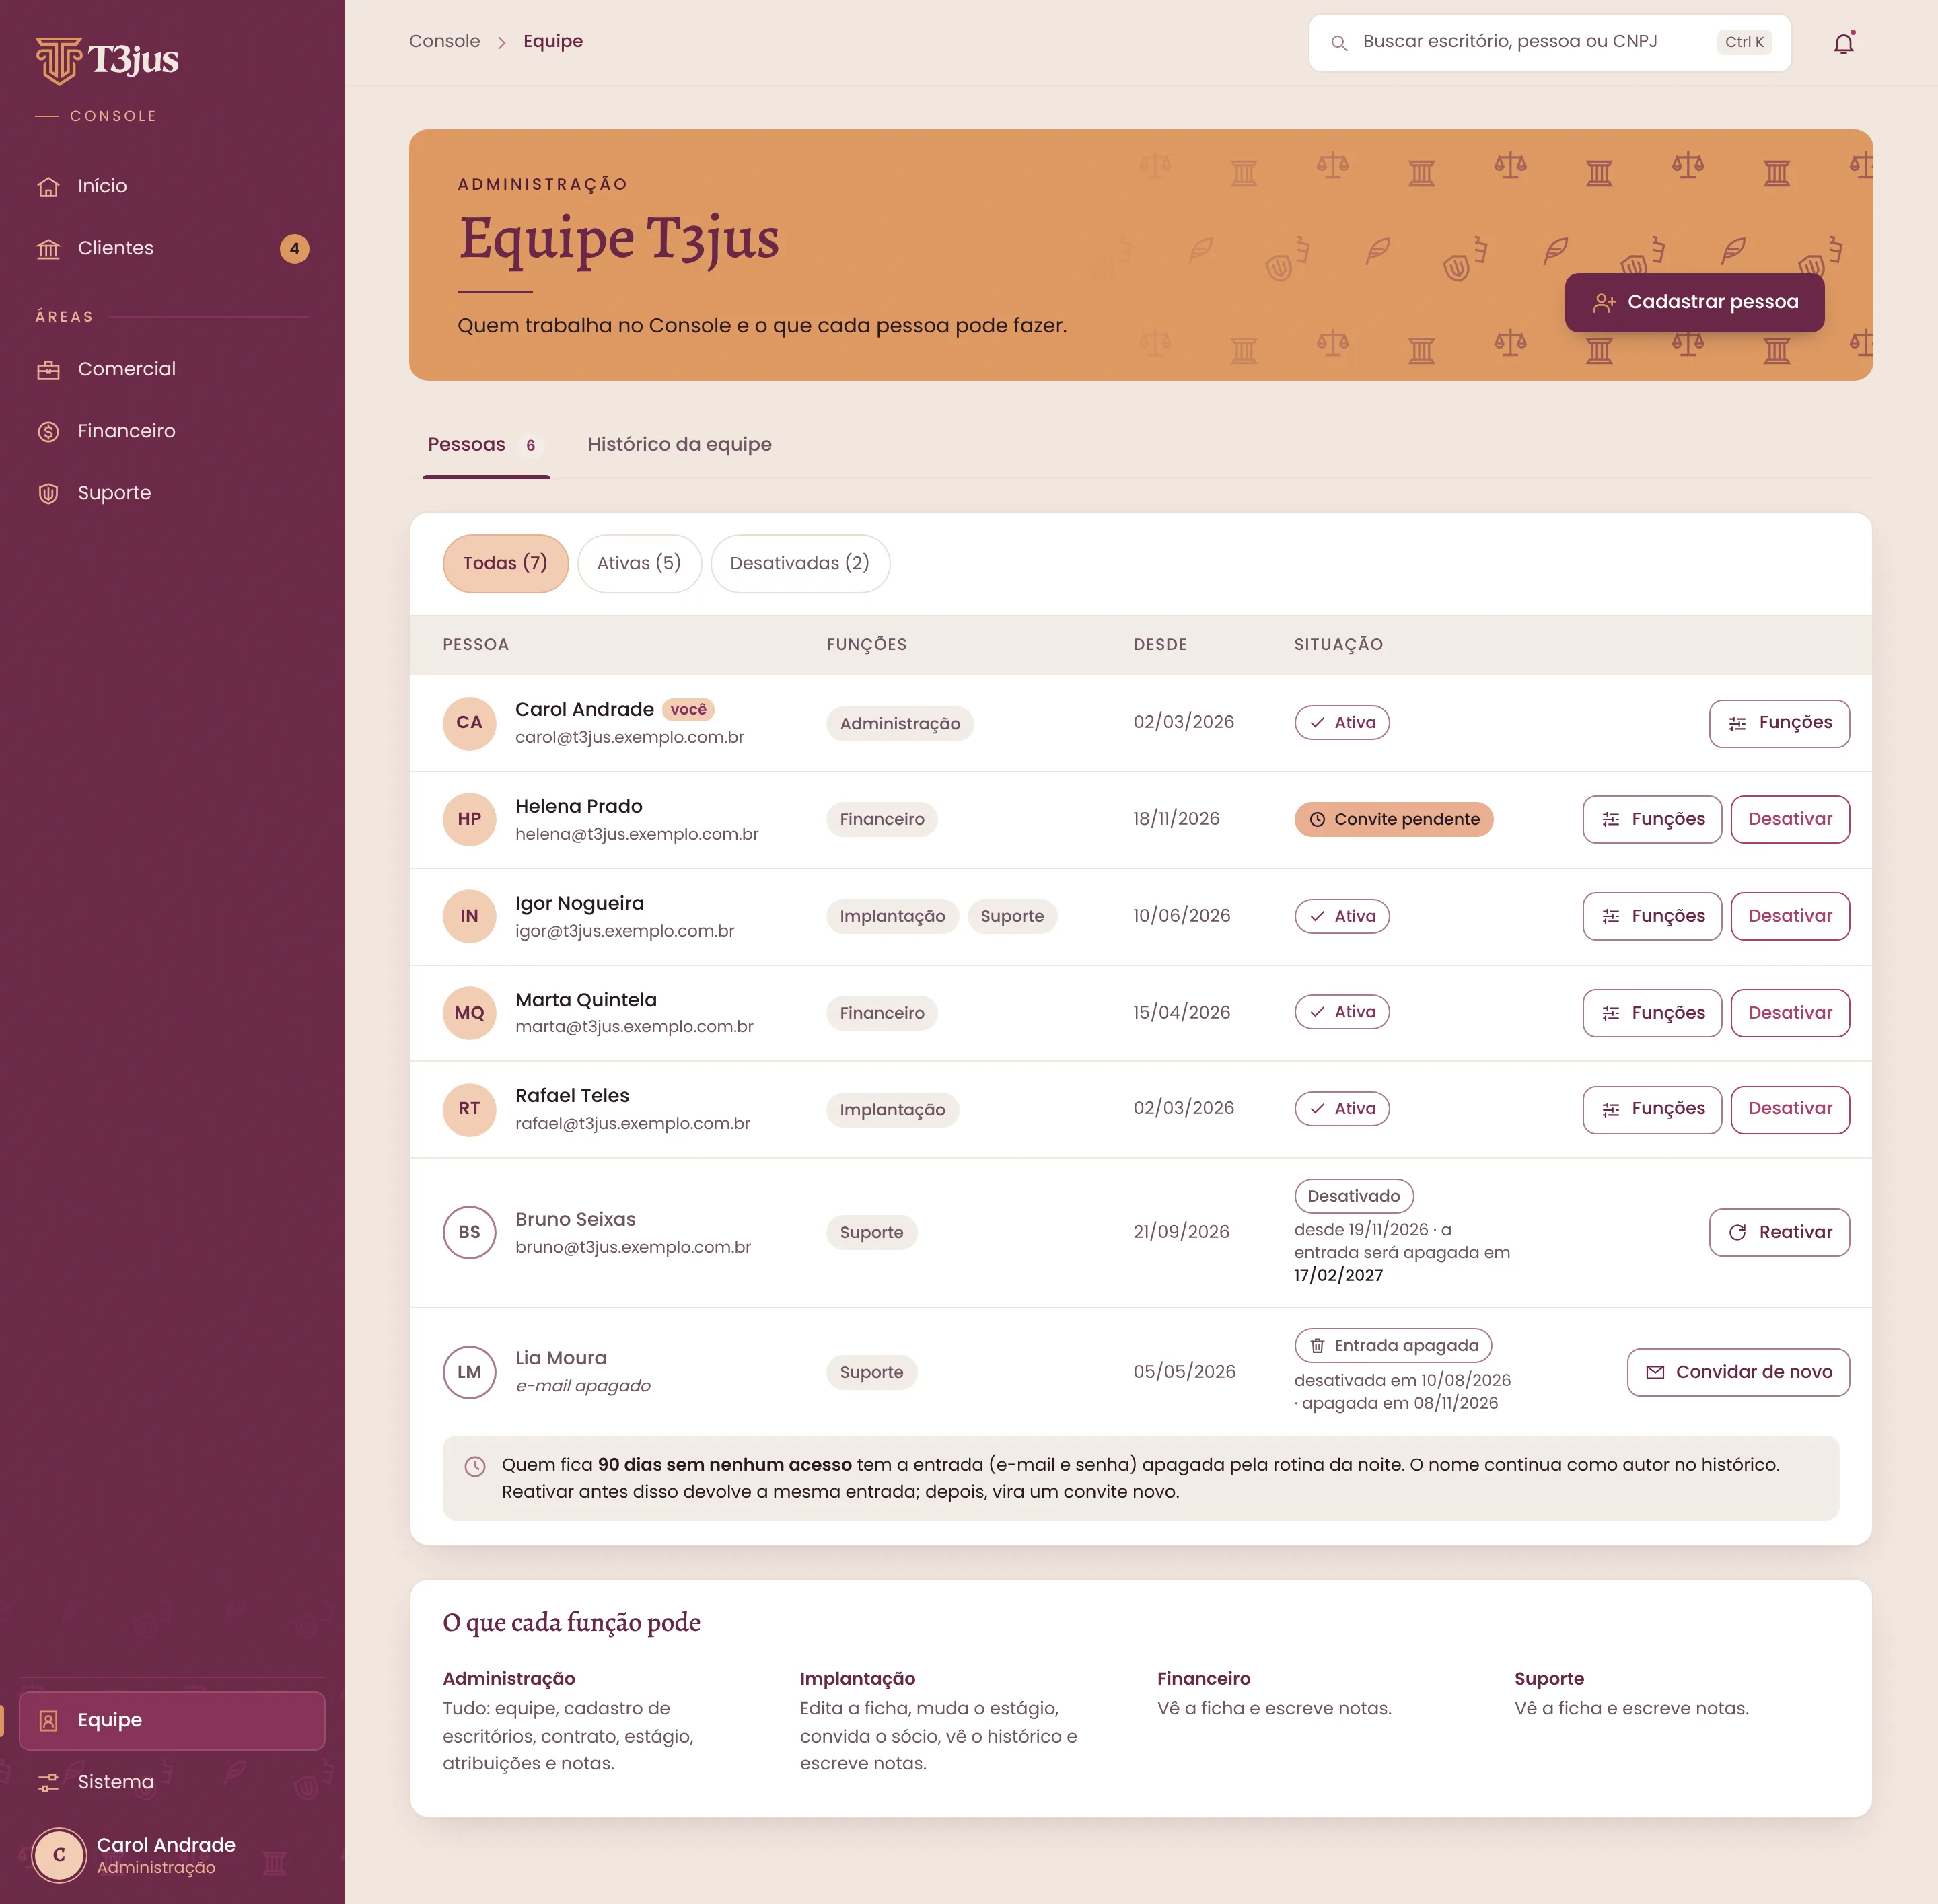 T3jus
CONSOLE
Início
Clientes 4
ÁREAS
Comercial
Financeiro
Suporte
Equipe
Sistema
C
Carol Andrade
Administração
Console > Equipe
Buscar escritório, pessoa ou CNPJ Ctrl K
ADMINISTRAÇÃO
Equipe T3jus
Quem trabalha no Console e o que cada pessoa pode fazer.
Cadastrar pessoa
Pessoas 6 Histórico da equipe
Todas (7) Ativas (5) Desativadas (2)
PESSOA FUNÇÕES DESDE SITUAÇÃO
CA Carol Andrade você
carol@t3jus.exemplo.com.br
Administração 02/03/2026 Ativa Funções
HP Helena Prado
helena@t3jus.exemplo.com.br
Financeiro 18/11/2026 Convite pendente Funções Desativar
IN Igor Nogueira
igor@t3jus.exemplo.com.br
Implantação Suporte 10/06/2026 Ativa Funções Desativar
MQ Marta Quintela
marta@t3jus.exemplo.com.br
Financeiro 15/04/2026 Ativa Funções Desativar
RT Rafael Teles
rafael@t3jus.exemplo.com.br
Implantação 02/03/2026 Ativa Funções Desativar
BS Bruno Seixas
bruno@t3jus.exemplo.com.br
Suporte 21/09/2026 Desativado
desde 19/11/2026 · a
entrada será apagada em
17/02/2027
Reativar
LM Lia Moura
e-mail apagado
Suporte 05/05/2026 Entrada apagada
desativada em 10/08/2026
· apagada em 08/11/2026
Convidar de novo
Quem fica 90 dias sem nenhum acesso tem a entrada (e-mail e senha) apagada pela rotina da noite. O nome continua como autor no histórico.
Reativar antes disso devolve a mesma entrada; depois, vira um convite novo.
O que cada função pode
Administração
Tudo: equipe, cadastro de
escritórios, contrato, estágio,
atribuições e notas.
Implantação
Edita a ficha, muda o estágio,
convida o sócio, vê o histórico e
escreve notas.
Financeiro
Vê a ficha e escreve notas.
Suporte
Vê a ficha e escreve notas.